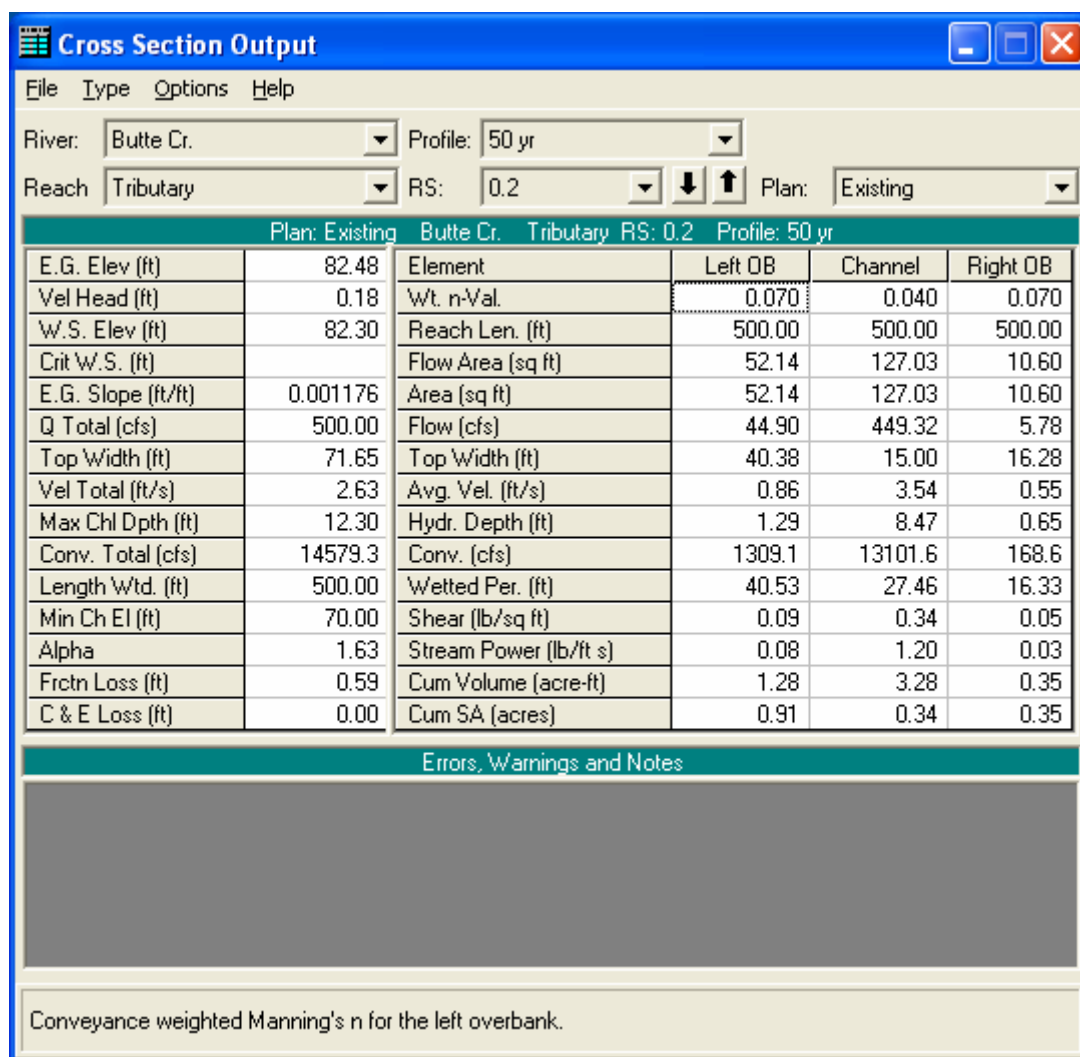 Cross Section Output
File Type Options Help
River: Butte Cr. Profile: 50 yr
Reach Tributary RS: 0.2 Plan: Existing
Plan: Existing Butte Cr. Tributary RS: 0.2 Profile: 50 yr
E.G. Elev (ft) 82.48 Element Left OB Channel Right OB
Vel Head (ft) 0.18 Wt. n-Val. 0.070 0.040 0.070
W.S. Elev (ft) 82.30 Reach Len. (ft) 500.00 500.00 500.00
Crit W.S. (ft) Flow Area (sq ft) 52.14 127.03 10.60
E.G. Slope (ft/ft) 0.001176 Area (sq ft) 52.14 127.03 10.60
Q Total (cfs) 500.00 Flow (cfs) 44.90 449.32 5.78
Top Width (ft) 71.65 Top Width (ft) 40.38 15.00 16.28
Vel Total (ft/s) 2.63 Avg. Vel. (ft/s) 0.86 3.54 0.55
Max Chl Dpth (ft) 12.30 Hydr. Depth (ft) 1.29 8.47 0.65
Conv. Total (cfs) 14579.3 Conv. (cfs) 1309.1 13101.6 168.6
Length Wtd. (ft) 500.00 Wetted Per. (ft) 40.53 27.46 16.33
Min Ch El (ft) 70.00 Shear (lb/sq ft) 0.09 0.34 0.05
Alpha 1.63 Stream Power (lb/ft s) 0.08 1.20 0.03
Frctn Loss (ft) 0.59 Cum Volume (acre-ft) 1.28 3.28 0.35
C & E Loss (ft) 0.00 Cum SA (acres) 0.91 0.34 0.35
Errors, Warnings and Notes
Conveyance weighted Manning's n for the left overbank.